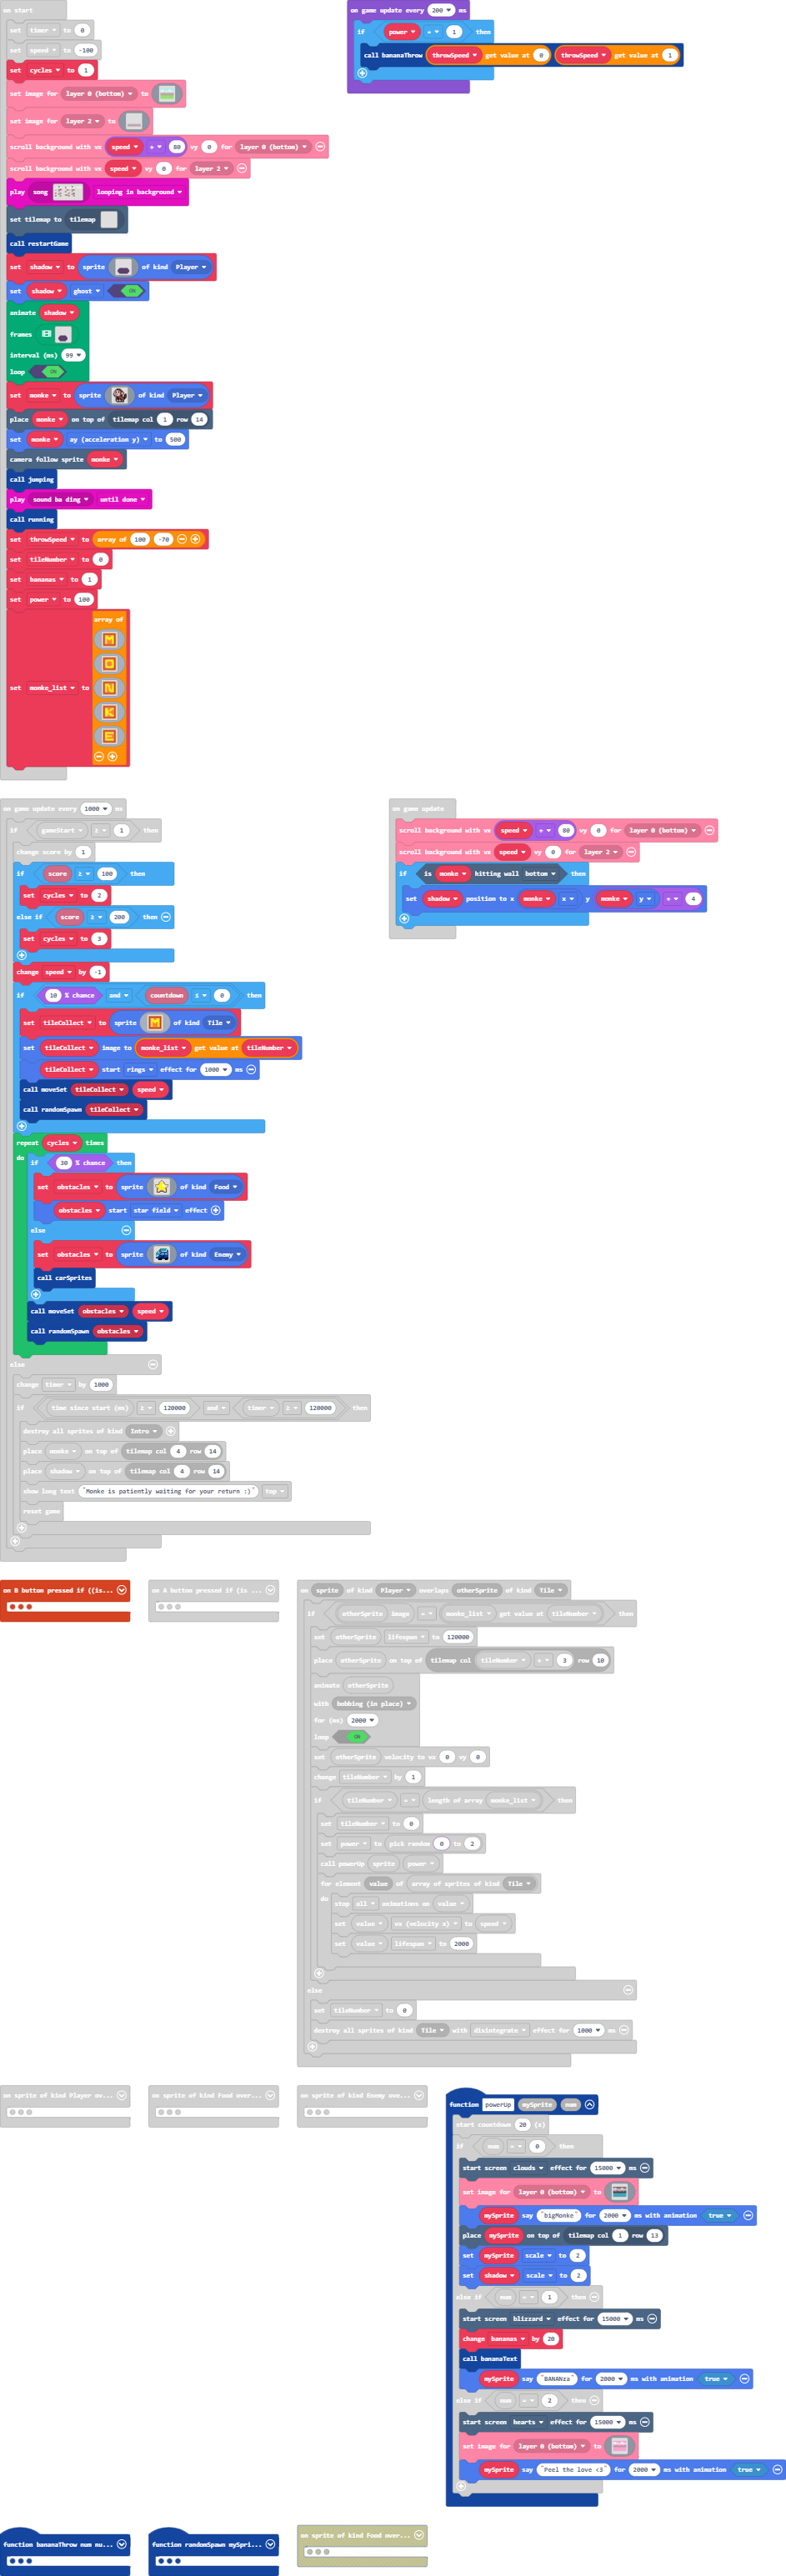 on start
set timer to 0
set speed to -100
set cycles to 1
set image for layer 0 (bottom) to
set image for layer 2 to
scroll background with vx speed + 80 vy 0 for layer 0 (bottom)
scroll background with vx speed vy 0 for layer 2
play song looping in background
set tilemap to tilemap
call restartGame
set shadow to sprite of kind Player
set shadow ghost ON
animate shadow
frames
interval (ms) 99
loop ON
set monke to sprite of kind Player
place monke on top of tilemap col 1 row 14
set monke ay (acceleration y) to 500
camera follow sprite monke
call jumping
play sound ba ding until done
call running
set throwSpeed to array of 100 -70
set tileNumber to 0
set bananas to 1
set power to 100
set monke_list to array of
M
O
N
K
E
on game update every 200 ms
if power = 1 then
call bananaThrow throwSpeed get value at 0 throwSpeed get value at 1
on game update every 1000 ms
if gameStart ≥ 1 then
change score by 1
if score ≥ 100 then
set cycles to 2
else if score ≥ 200 then
set cycles to 3
change speed by -1
if 10 % chance and countdown ≤ 0 then
set tileCollect to sprite M of kind Tile
set tileCollect image to monke_list get value at tileNumber
tileCollect start rings effect for 1000 ms
call moveSet tileCollect speed
call randomSpawn tileCollect
repeat cycles times
do if 30 % chance then
set obstacles to sprite of kind Food
obstacles start star field effect
else
set obstacles to sprite of kind Enemy
call carSprites
call moveSet obstacles speed
call randomSpawn obstacles
else
change timer by 1000
if time since start (ms) ≥ 120000 and timer ≥ 120000 then
destroy all sprites of kind Intro
place monke on top of tilemap col 4 row 14
place shadow on top of tilemap col 4 row 14
show long text "Monke is patiently waiting for your return :)" top
reset game
on game update
scroll background with vx speed + 80 vy 0 for layer 0 (bottom)
scroll background with vx speed vy 0 for layer 2
if is monke hitting wall bottom then
set shadow position to x monke x y monke y + 4
on B button pressed if ((is...
on A button pressed if (is ...
on sprite of kind Player overlaps otherSprite of kind Tile
if otherSprite image = monke_list get value at tileNumber then
set otherSprite lifespan to 120000
place otherSprite on top of tilemap col tileNumber + 3 row 10
animate otherSprite
with bobbing (in place)
for (ms) 2000
loop ON
set otherSprite velocity to vx 0 vy 0
change tileNumber by 1
if tileNumber = length of array monke_list then
set tileNumber to 0
set power to pick random 0 to 2
call powerUp sprite power
for element value of array of sprites of kind Tile
do stop all animations on value
set value vx (velocity x) to speed
set value lifespan to 2000
else
set tileNumber to 0
destroy all sprites of kind Tile with disintegrate effect for 1000 ms
on sprite of kind Player ov...
on sprite of kind Food over...
on sprite of kind Enemy ove...
function powerUp mySprite num
start countdown 20 (s)
if num = 0 then
start screen clouds effect for 15000 ms
set image for layer 0 (bottom) to
mySprite say "bigMonke" for 2000 ms with animation true
place mySprite on top of tilemap col 1 row 13
set mySprite scale to 2
set shadow scale to 2
else if num = 1 then
start screen blizzard effect for 15000 ms
change bananas by 20
call bananaText
mySprite say "BANANza" for 2000 ms with animation true
else if num = 2 then
start screen hearts effect for 15000 ms
set image for layer 0 (bottom) to
mySprite say "Peel the love <3" for 2000 ms with animation true
function bananaThrow num nu...
function randomSpawn mySpri...
on sprite of kind Food over...